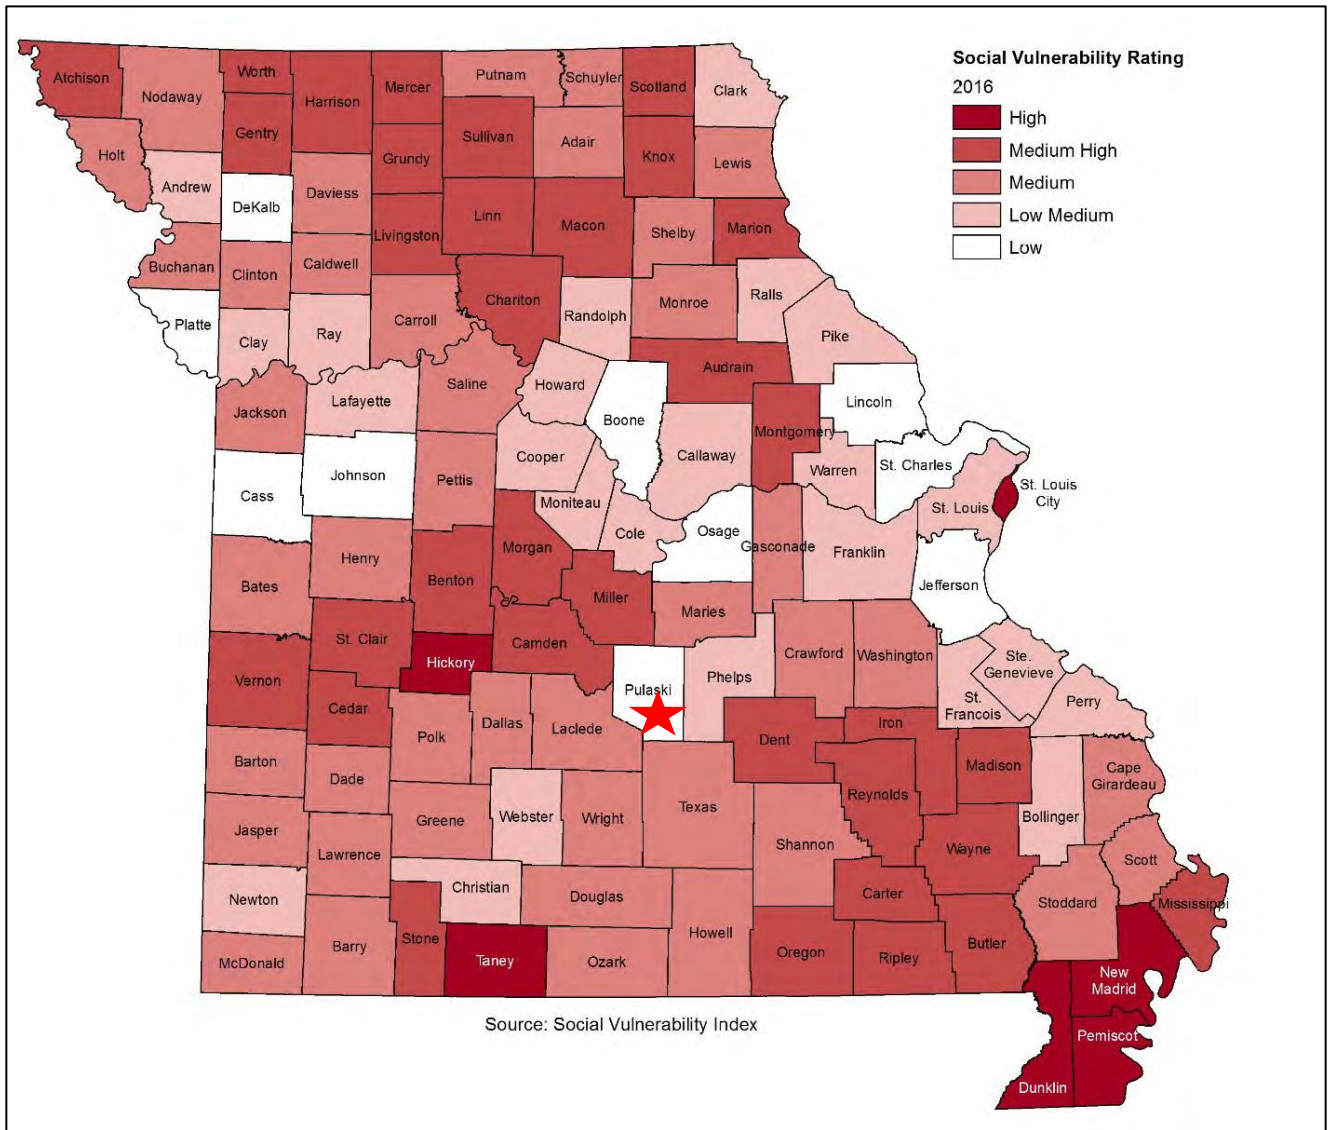 Social Vulnerability Rating
2016
High
Medium High
Medium
Low Medium
Low
Atchison
Nodaway
Worth
Harrison
Mercer
Putnam
Schuyler
Scotland
Clark
Gentry
Sullivan
Adair
Holt
Grundy
Knox
Lewis
Andrew
DeKalb
Daviess
Livingston
Linn
Macon
Shelby
Marion
Buchanan
Clinton
Caldwell
Chariton
Randolph
Monroe
Ralls
Platte
Clay
Ray
Carroll
Pike
Audrain
Saline
Howard
Jackson
Lafayette
Boone
Lincoln
Montgomery
Cooper
Callaway
Warren
St. Charles
Cass
Johnson
Pettis
Moniteau
St. Louis
St. Louis
City
Cole
Osage
Gasconade
Franklin
Morgan
Henry
Bates
Benton
Miller
Maries
Jefferson
St. Clair
Camden
Hickory
Crawford
Washington
Ste.
Genevieve
Vernon
Pulaski
Phelps
St.
Francois
Perry
Cedar
Polk
Dallas
Laclede
Dent
Iron
Barton
Dade
Madison
Cape
Girardeau
Reynolds
Texas
Jasper
Greene
Webster
Wright
Bollinger
Lawrence
Shannon
Wayne
Scott
Newton
Christian
Douglas
Carter
Stoddard
Mississippi
Barry
Stone
Howell
McDonald
Taney
Ozark
Oregon
Ripley
Butler
New
Madrid
Source: Social Vulnerability Index
Pemiscot
Dunklin